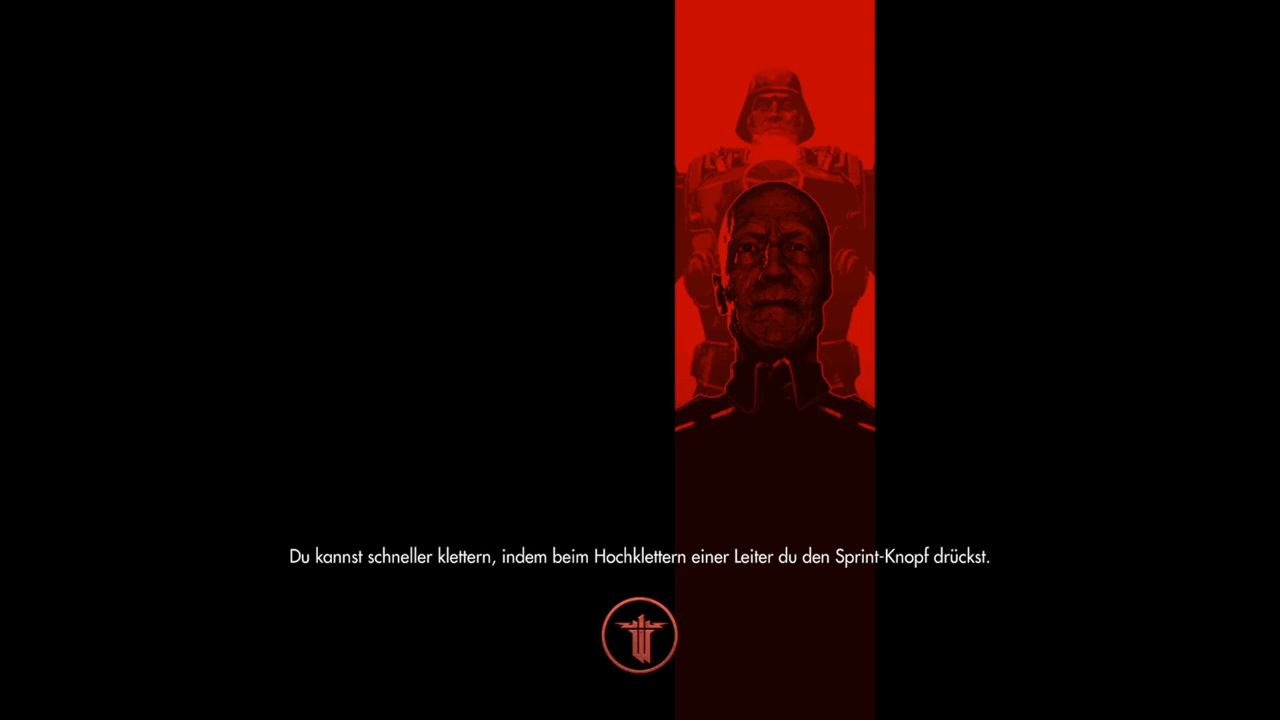 Du kannst schneller klettern, indem beim Hochklettern einer Leiter du den Sprint-Knopf drückst.